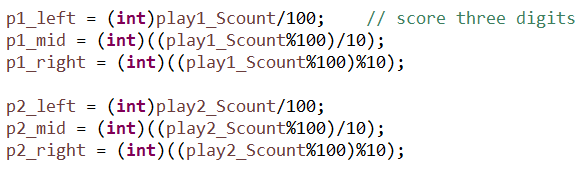 p1_left = (int)play1_Scount/100;    // score three digits
p1_mid = (int)((play1_Scount%100)/10);
p1_right = (int)((play1_Scount%100)%10);

p2_left = (int)play2_Scount/100;
p2_mid = (int)((play2_Scount%100)/10);
p2_right = (int)((play2_Scount%100)%10);